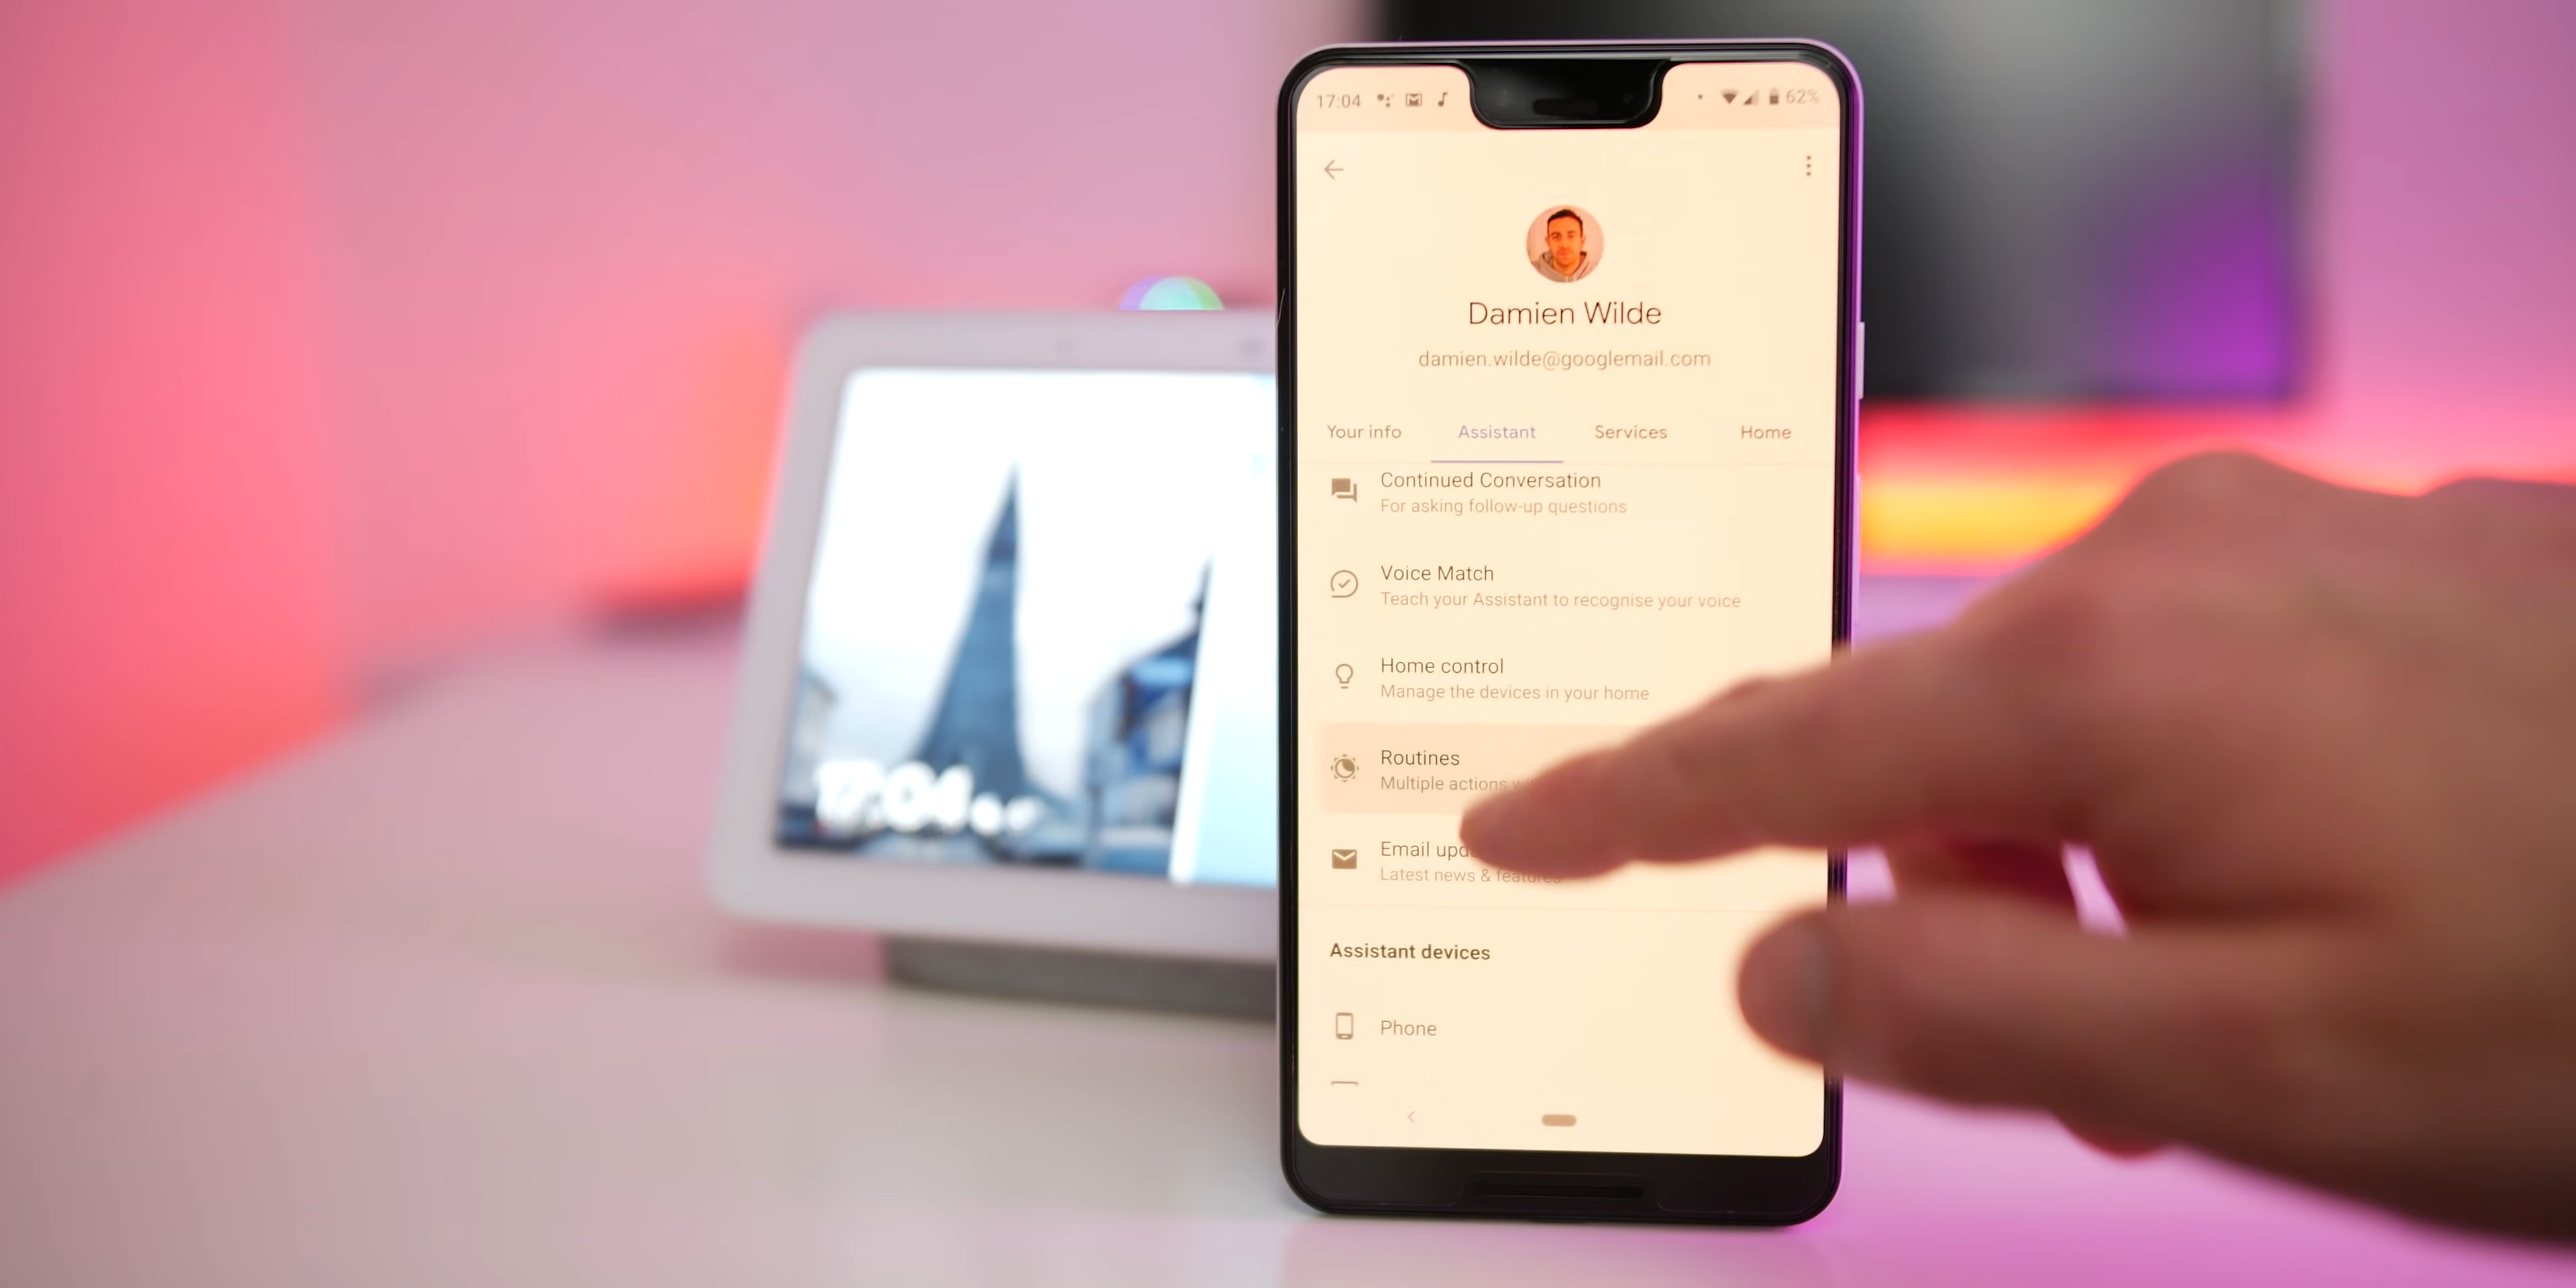 17:04
62%
Damien Wilde
damien.wilde@googlemail.com
Your info Assistant Services Home
Continued Conversation
For asking follow-up questions
Voice Match
Teach your Assistant to recognise your voice
Home control
Manage the devices in your home
Routines
Multiple actions
Email
Latest news & features
Assistant devices
Phone
17:04